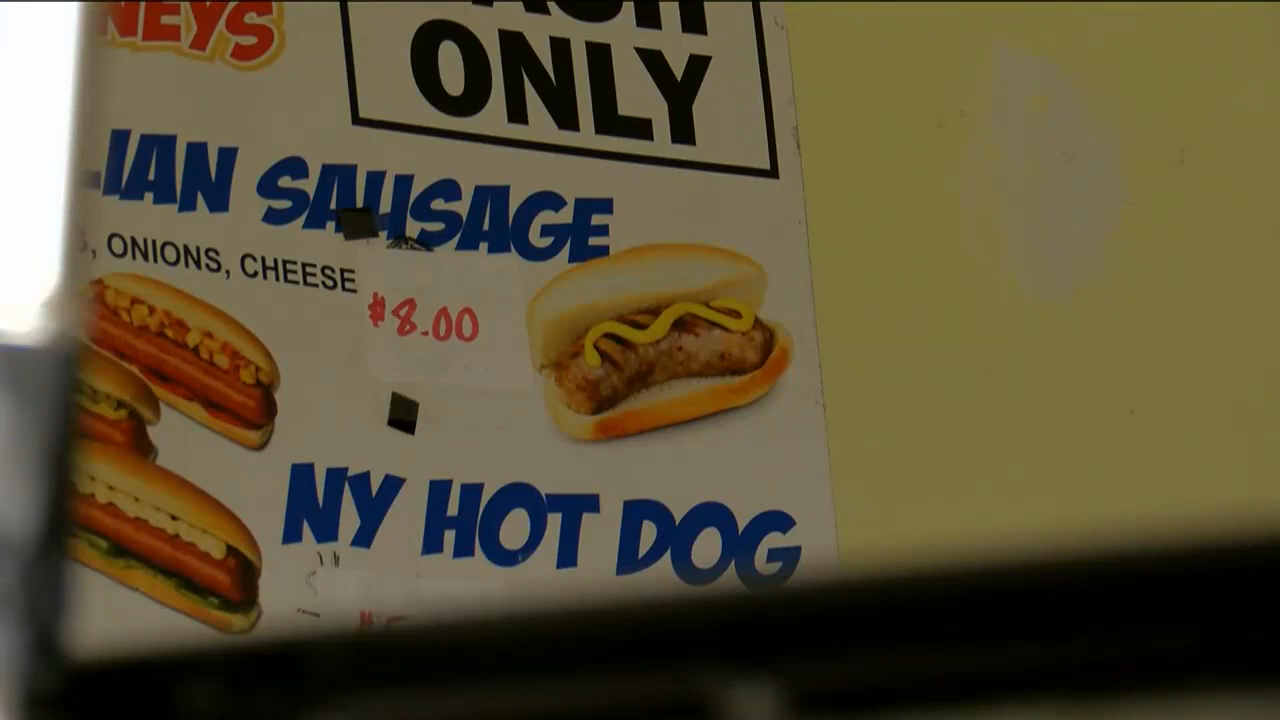 NEYS
ONLY
IAN SAUSAGE
, ONIONS, CHEESE
$8.00
NY HOT DOG